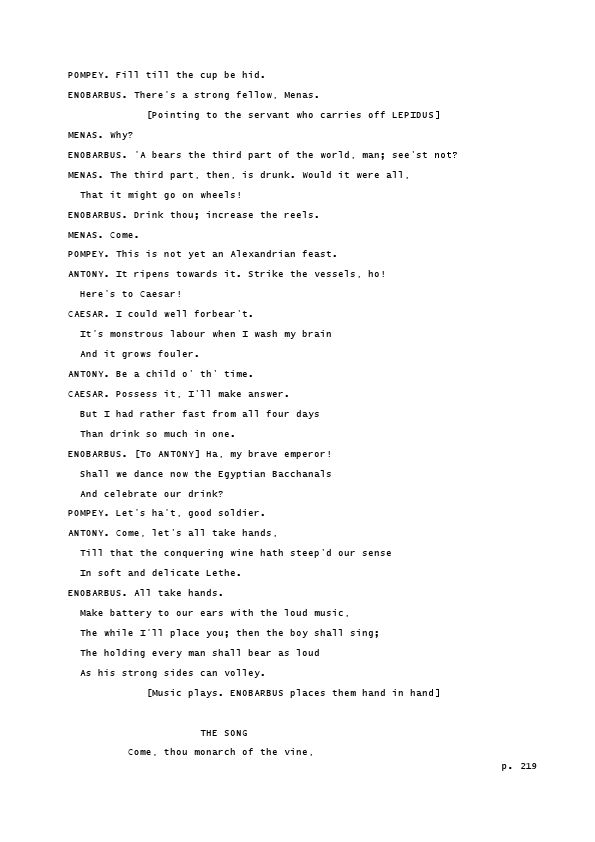 POMPEY. Fill till the cup be hid.
ENOBARBUS. There's a strong fellow, Menas.
[Pointing to the servant who carries off LEPIDUS]
MENAS. Why?
ENOBARBUS. 'A bears the third part of the world, man; see'st not?
MENAS. The third part, then, is drunk. Would it were all,
That it might go on wheels!
ENOBARBUS. Drink thou; increase the reels.
MENAS. Come.
POMPEY. This is not yet an Alexandrian feast.
ANTONY. It ripens towards it. Strike the vessels, ho!
Here's to Caesar!
CAESAR. I could well forbear't.
It's monstrous labour when I wash my brain
And it grows fouler.
ANTONY. Be a child o' th' time.
CAESAR. Possess it, I'll make answer.
But I had rather fast from all four days
Than drink so much in one.
ENOBARBUS. [To ANTONY] Ha, my brave emperor!
Shall we dance now the Egyptian Bacchanals
And celebrate our drink?
POMPEY. Let's ha't, good soldier.
ANTONY. Come, let's all take hands,
Till that the conquering wine hath steep'd our sense
In soft and delicate Lethe.
ENOBARBUS. All take hands.
Make battery to our ears with the loud music,
The while I'll place you; then the boy shall sing;
The holding every man shall bear as loud
As his strong sides can volley.
[Music plays. ENOBARBUS places them hand in hand]
THE SONG
Come, thou monarch of the vine,
p. 219